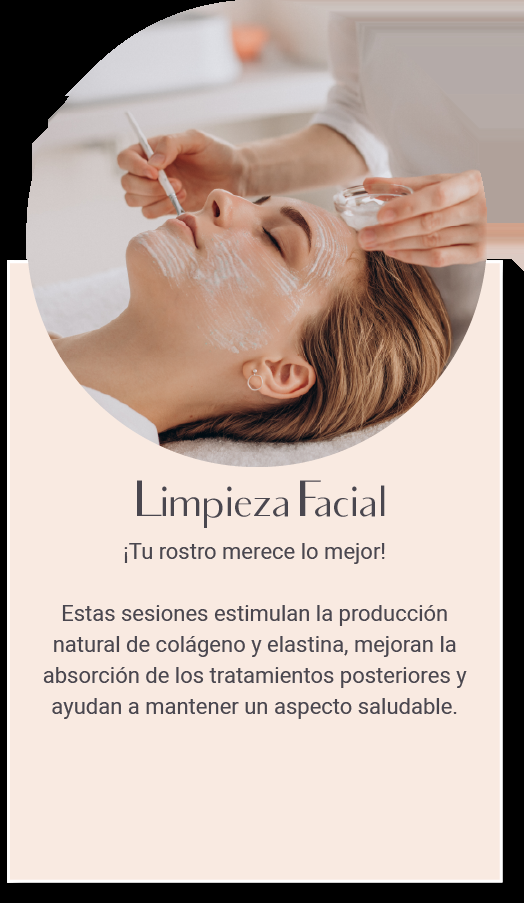 Limpieza Facial
¡Tu rostro merece lo mejor!
Estas sesiones estimulan la producción
natural de colágeno y elastina, mejoran la
absorción de los tratamientos posteriores y
ayudan a mantener un aspecto saludable.